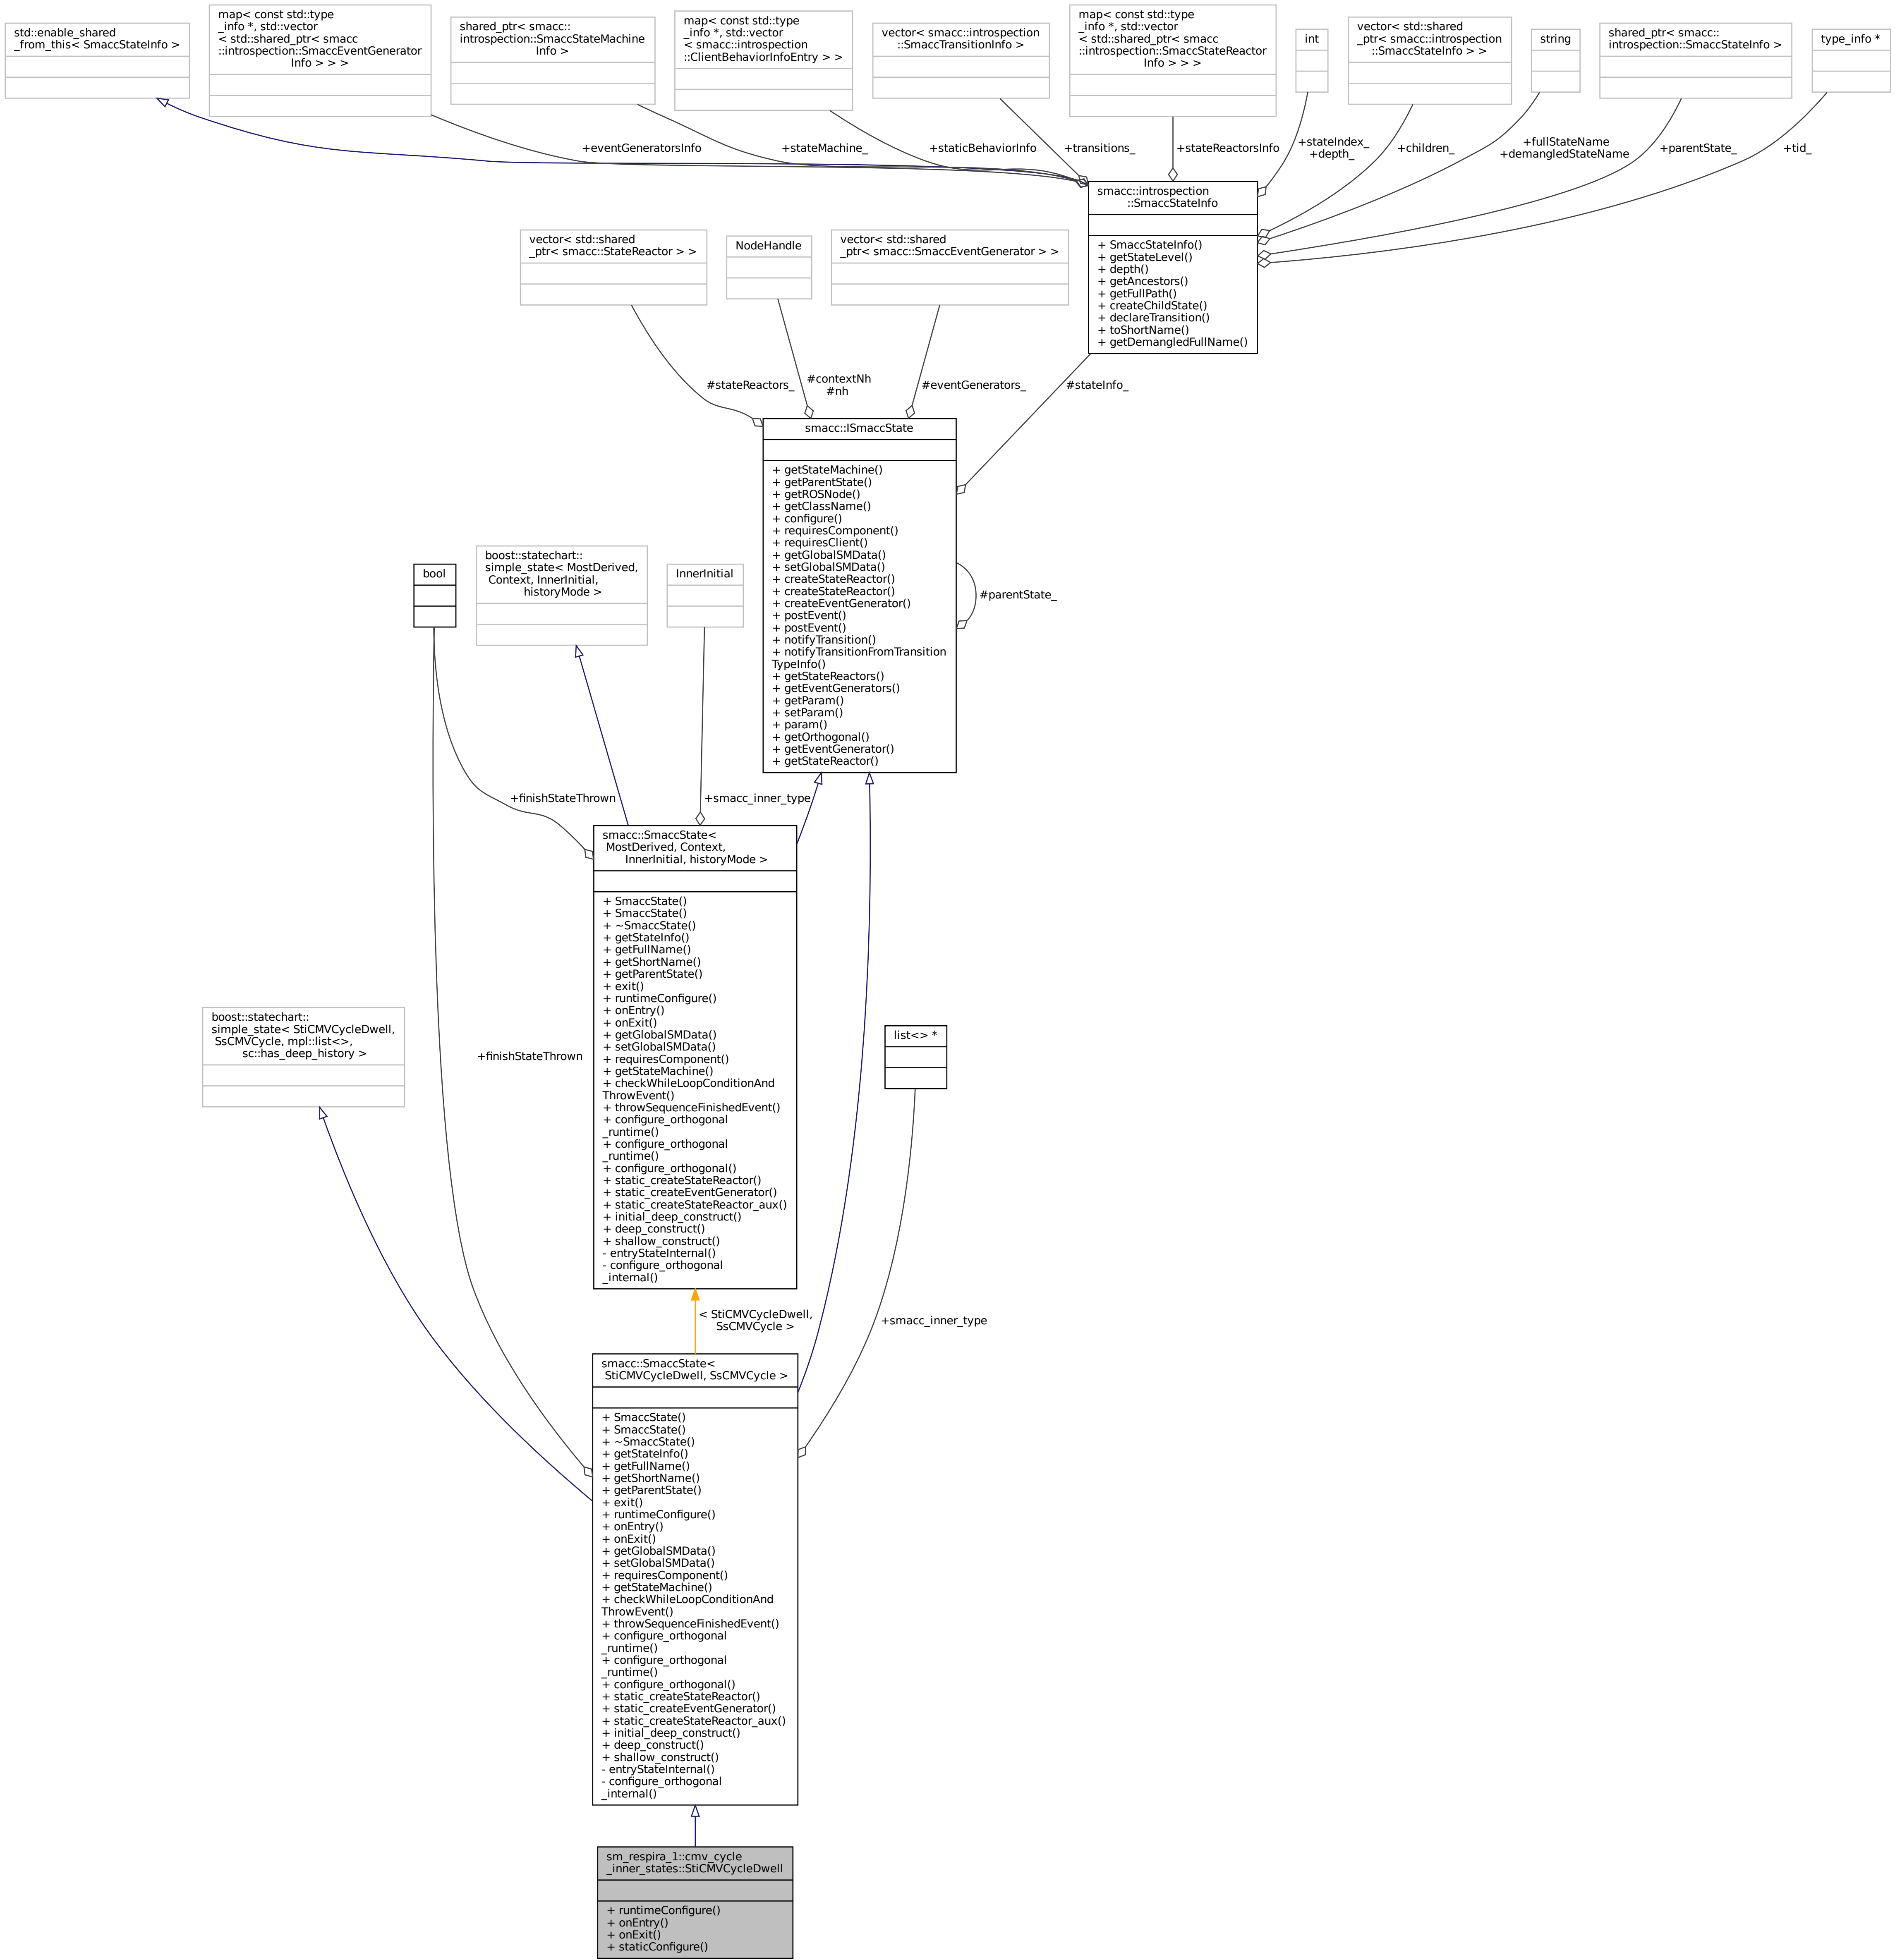 std::enable_shared
_from_this< SmaccStateInfo >
map< const std::type
_info *, std::vector
< std::shared_ptr< smacc
::introspection::SmaccEventGenerator
Info > > >
shared_ptr< smacc::
introspection::SmaccStateMachine
Info >
map< const std::type
_info *, std::vector
< smacc::introspection
::ClientBehaviorInfoEntry > >
vector< smacc::introspection
::SmaccTransitionInfo >
map< const std::type
_info *, std::vector
< std::shared_ptr< smacc
::introspection::SmaccStateReactor
Info > > >
int
vector< std::shared
_ptr< smacc::introspection
::SmaccStateInfo > >
string
shared_ptr< smacc::
introspection::SmaccStateInfo >
type_info *
+eventGeneratorsInfo
+stateMachine_
+staticBehaviorInfo
+transitions_
+stateReactorsInfo
+stateIndex_
+depth_
+children_
+fullStateName
+demangledStateName
+parentState_
+tid_
smacc::introspection
::SmaccStateInfo
+ SmaccStateInfo()
+ getStateLevel()
+ depth()
+ getAncestors()
+ getFullPath()
+ createChildState()
+ declareTransition()
+ toShortName()
+ getDemangledFullName()
vector< std::shared
_ptr< smacc::StateReactor > >
NodeHandle
vector< std::shared
_ptr< smacc::SmaccEventGenerator > >
#stateReactors_
#contextNh
#nh
#eventGenerators_
#stateInfo_
smacc::ISmaccState
+ getStateMachine()
+ getParentState()
+ getROSNode()
+ getClassName()
+ configure()
+ requiresComponent()
+ requiresClient()
+ getGlobalSMData()
+ setGlobalSMData()
+ createStateReactor()
+ createStateReactor()
+ createEventGenerator()
+ postEvent()
+ postEvent()
+ notifyTransition()
+ notifyTransitionFromTransition
TypeInfo()
+ getStateReactors()
+ getEventGenerators()
+ getParam()
+ setParam()
+ param()
+ getOrthogonal()
+ getEventGenerator()
+ getStateReactor()
#parentState_
bool
boost::statechart::
simple_state< MostDerived,
Context, InnerInitial,
historyMode >
InnerInitial
+finishStateThrown
+smacc_inner_type
smacc::SmaccState<
MostDerived, Context,
InnerInitial, historyMode >
+ SmaccState()
+ SmaccState()
+ ~SmaccState()
+ getStateInfo()
+ getFullName()
+ getShortName()
+ getParentState()
+ exit()
+ runtimeConfigure()
+ onEntry()
+ onExit()
+ getGlobalSMData()
+ setGlobalSMData()
+ requiresComponent()
+ getStateMachine()
+ checkWhileLoopConditionAnd
ThrowEvent()
+ throwSequenceFinishedEvent()
+ configure_orthogonal
_runtime()
+ configure_orthogonal
_runtime()
+ configure_orthogonal()
+ static_createStateReactor()
+ static_createEventGenerator()
+ static_createStateReactor_aux()
+ initial_deep_construct()
+ deep_construct()
+ shallow_construct()
- entryStateInternal()
- configure_orthogonal
_internal()
boost::statechart::
simple_state< StiCMVCycleDwell,
SsCMVCycle, mpl::list<>,
sc::has_deep_history >
+finishStateThrown
list<> *
< StiCMVCycleDwell,
SsCMVCycle >
+smacc_inner_type
smacc::SmaccState<
StiCMVCycleDwell, SsCMVCycle >
+ SmaccState()
+ SmaccState()
+ ~SmaccState()
+ getStateInfo()
+ getFullName()
+ getShortName()
+ getParentState()
+ exit()
+ runtimeConfigure()
+ onEntry()
+ onExit()
+ getGlobalSMData()
+ setGlobalSMData()
+ requiresComponent()
+ getStateMachine()
+ checkWhileLoopConditionAnd
ThrowEvent()
+ throwSequenceFinishedEvent()
+ configure_orthogonal
_runtime()
+ configure_orthogonal
_runtime()
+ configure_orthogonal()
+ static_createStateReactor()
+ static_createEventGenerator()
+ static_createStateReactor_aux()
+ initial_deep_construct()
+ deep_construct()
+ shallow_construct()
- entryStateInternal()
- configure_orthogonal
_internal()
sm_respira_1::cmv_cycle
_inner_states::StiCMVCycleDwell
+ runtimeConfigure()
+ onEntry()
+ onExit()
+ staticConfigure()